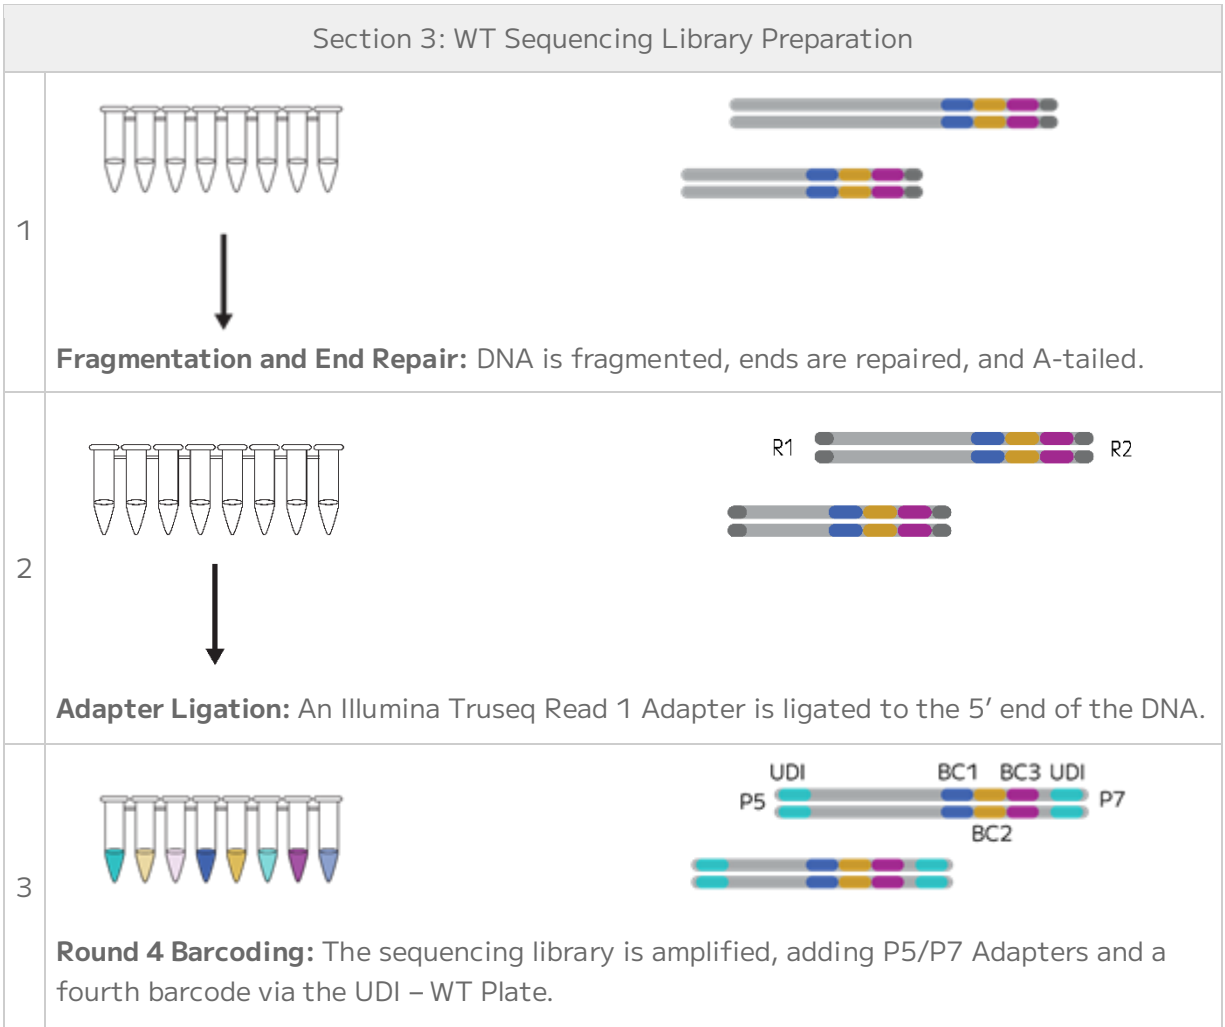 Section 3: WT Sequencing Library Preparation
1
Fragmentation and End Repair: DNA is fragmented, ends are repaired, and A-tailed.
R1
R2
2
Adapter Ligation: An Illumina Truseq Read 1 Adapter is ligated to the 5′ end of the DNA.
UDI BC1 BC3 UDI
P5 P7
BC2
3
Round 4 Barcoding: The sequencing library is amplified, adding P5/P7 Adapters and a
fourth barcode via the UDI – WT Plate.